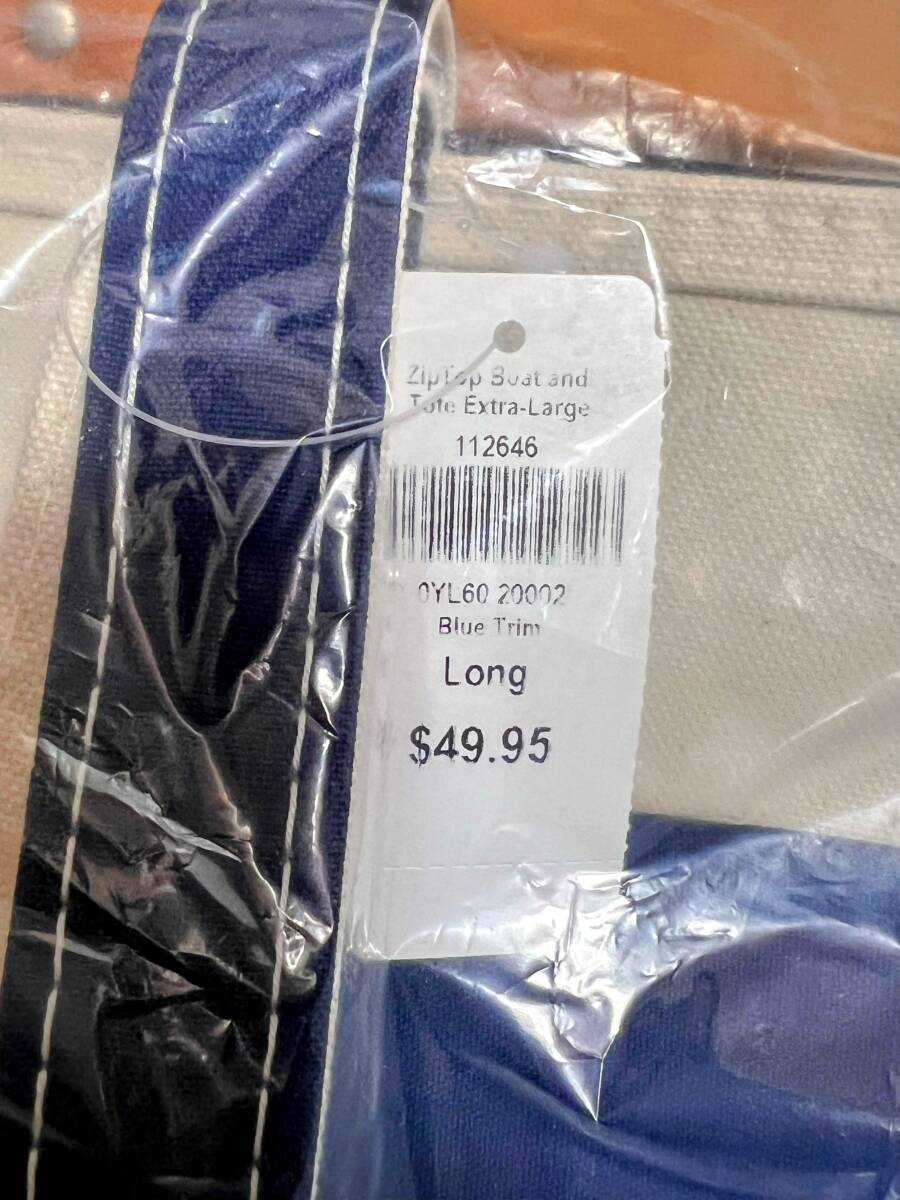 Zip Top Boat and
Tote Extra-Large
112646
0YL60 20002
Blue Trim
Long
$49.95